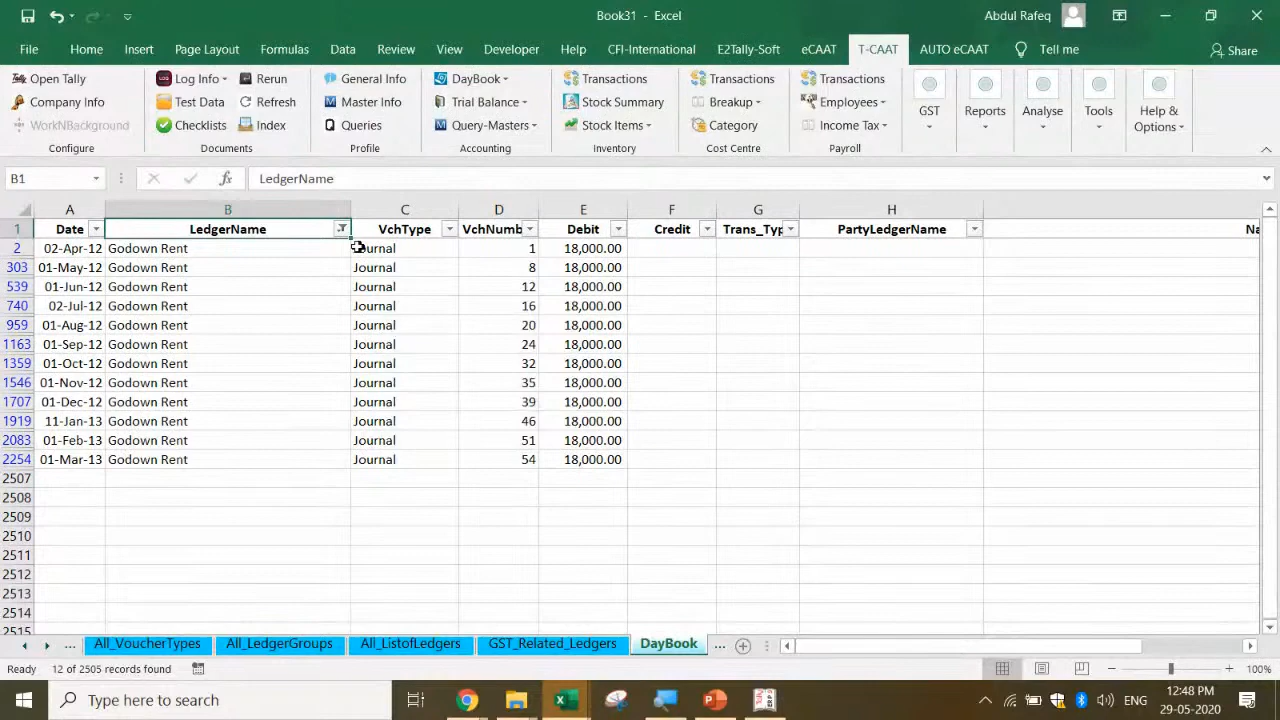 Book31 - Excel
Abdul Rafeq
File Home Insert Page Layout Formulas Data Review View Developer Help CFI-International E2Tally-Soft eCAAT T-CAAT AUTO eCAAT Tell me Share
Open Tally Log Info Rerun General Info DayBook Transactions Transactions Transactions
Company Info Test Data Refresh Master Info Trial Balance Stock Summary Breakup Employees GST Reports Analyse Tools Help & Options
WorkNBackground Checklists Index Queries Query-Masters Stock Items Category Income Tax
Configure Documents Profile Accounting Inventory Cost Centre Payroll
B1 fx LedgerName
A B C D E F G H
1 Date LedgerName VchType VchNumb Debit Credit Trans_Typ PartyLedgerName Na
2 02-Apr-12 Godown Rent Journal 1 18,000.00
303 01-May-12 Godown Rent Journal 8 18,000.00
539 01-Jun-12 Godown Rent Journal 12 18,000.00
740 02-Jul-12 Godown Rent Journal 16 18,000.00
959 01-Aug-12 Godown Rent Journal 20 18,000.00
1163 01-Sep-12 Godown Rent Journal 24 18,000.00
1359 01-Oct-12 Godown Rent Journal 32 18,000.00
1546 01-Nov-12 Godown Rent Journal 35 18,000.00
1707 01-Dec-12 Godown Rent Journal 39 18,000.00
1919 11-Jan-13 Godown Rent Journal 46 18,000.00
2083 01-Feb-13 Godown Rent Journal 51 18,000.00
2254 01-Mar-13 Godown Rent Journal 54 18,000.00
2507
2508
2509
2510
2511
2512
2513
2514
2515
... All_VoucherTypes All_LedgerGroups All_ListofLedgers GST_Related_Ledgers DayBook ...
Ready 12 of 2505 records found 100%
Type here to search ENG 12:48 PM
29-05-2020